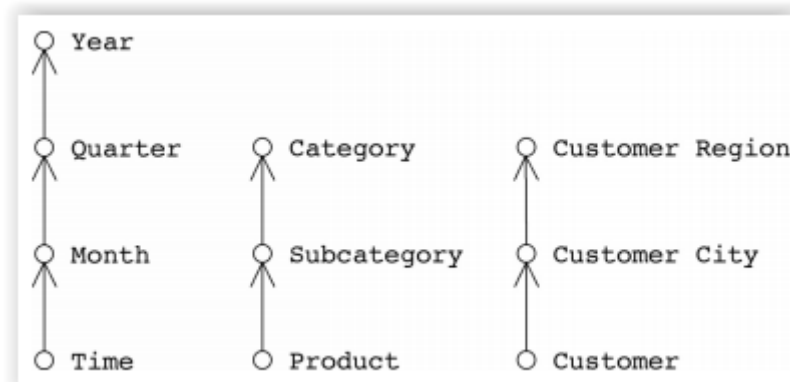 Year
Quarter Category Customer Region
Month Subcategory Customer City
Time Product Customer